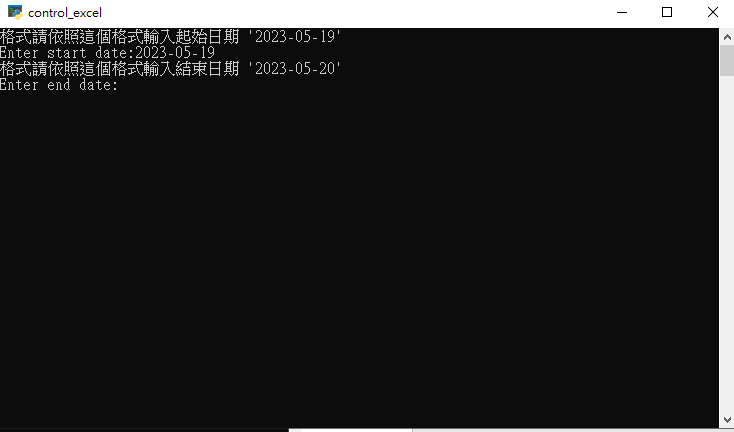 control_excel
格式請依照這個格式輸入起始日期 '2023-05-19'
Enter start date:2023-05-19
格式請依照這個格式輸入結束日期 '2023-05-20'
Enter end date: